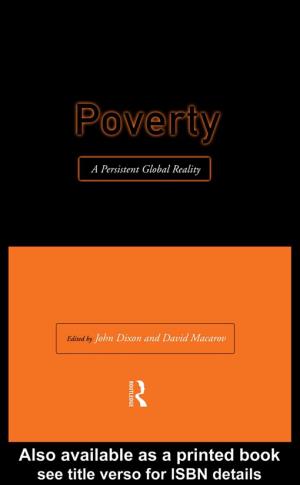 Poverty
A Persistent Global Reality
Edited by John Dixon and David Macarov
ROUTLEDGE
R
Also available as a printed book
see title verso for ISBN details